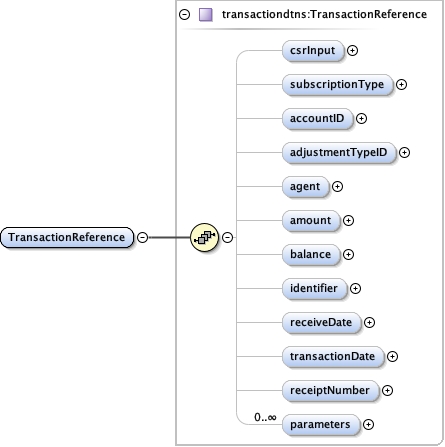 transactiondtns:TransactionReference
csrInput
subscriptionType
accountID
adjustmentTypeID
agent
amount
TransactionReference
balance
identifier
receiveDate
transactionDate
receiptNumber
0..∞
parameters